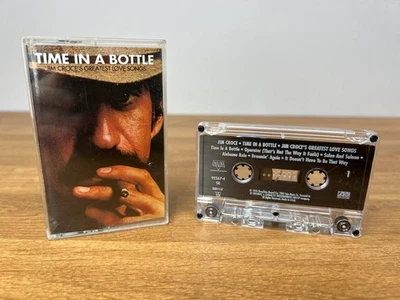 TIME IN A BOTTLE
JIM CROCE'S GREATEST LOVE SONGS
JIM CROCE • TIME IN A BOTTLE • JIM CROCE'S GREATEST LOVE SONGS
Time In A Bottle • Operator (That's Not The Way It Feels) • Salon And Saloon •
Alabama Rain • Dreamin' Again • It Doesn't Have To Be That Way
1